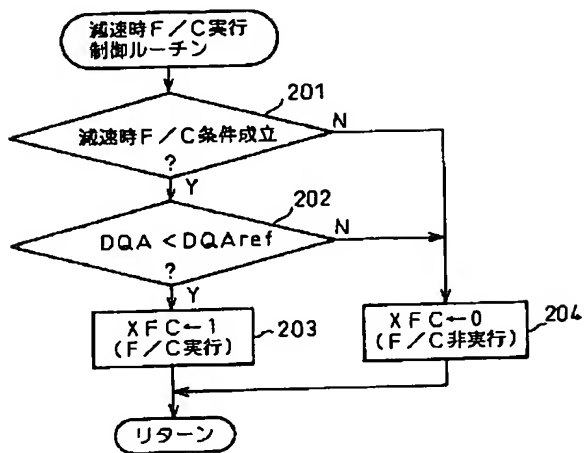 減速時F/C実行
制御ルーチン
201
減速時F/C条件成立
?
N
Y
202
DQA<DQAref
?
N
Y
XFC←1
(F/C実行)
203
XFC←0
(F/C非実行)
204
リターン